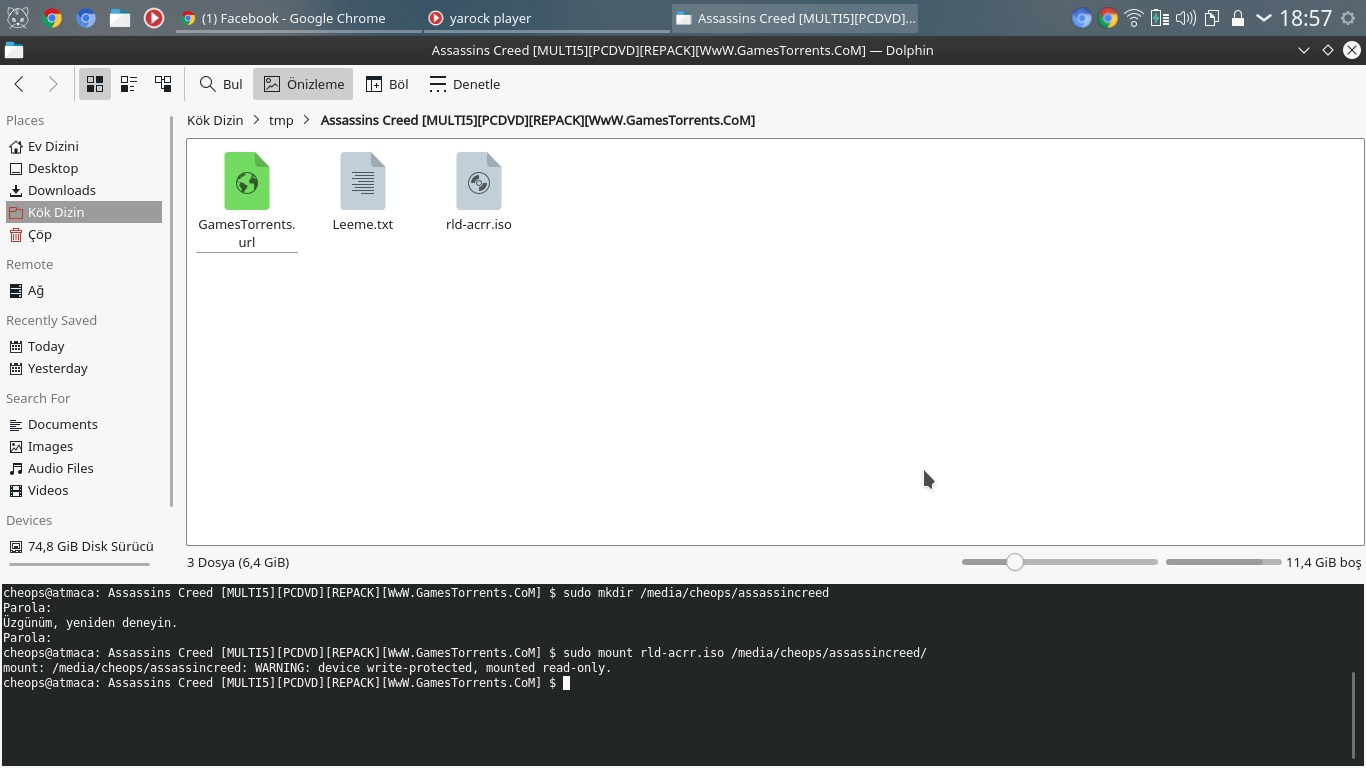 (1) Facebook - Google Chrome
yarock player
Assassins Creed [MULTI5][PCDVD]...
18:57
Assassins Creed [MULTI5][PCDVD][REPACK][WwW.GamesTorrents.CoM] — Dolphin
Bul
Önizleme
Böl
Denetle
Places
Ev Dizini
Desktop
Downloads
Kök Dizin
Çöp
Remote
Ağ
Recently Saved
Today
Yesterday
Search For
Documents
Images
Audio Files
Videos
Devices
74,8 GiB Disk Sürücü
Kök Dizin > tmp > Assassins Creed [MULTI5][PCDVD][REPACK][WwW.GamesTorrents.CoM]
GamesTorrents.
url
Leeme.txt
rld-acrr.iso
3 Dosya (6,4 GiB)
11,4 GiB boş
cheops@atmaca: Assassins Creed [MULTI5][PCDVD][REPACK][WwW.GamesTorrents.CoM] $ sudo mkdir /media/cheops/assassincreed
Parola:
Üzgünüm, yeniden deneyin.
Parola:
cheops@atmaca: Assassins Creed [MULTI5][PCDVD][REPACK][WwW.GamesTorrents.CoM] $ sudo mount rld-acrr.iso /media/cheops/assassincreed/
mount: /media/cheops/assassincreed: WARNING: device write-protected, mounted read-only.
cheops@atmaca: Assassins Creed [MULTI5][PCDVD][REPACK][WwW.GamesTorrents.CoM] $